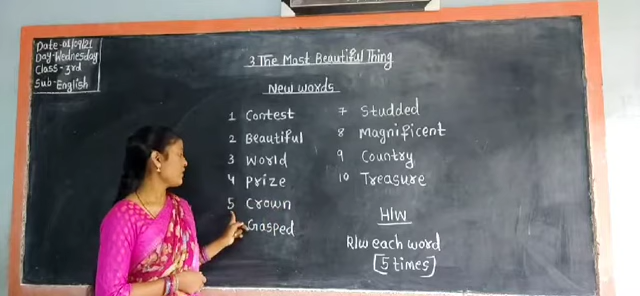 Date-01/09/21
Day-Wednesday
Class-3rd
Sub-English
3 The Most Beautiful Thing
New words
1 Contest
2 Beautiful
3 World
4 Prize
5 Crown
Gasped
7 Studded
8 Magnificent
9 Country
10 Treasure
H/W
R/W each word
[5 times]